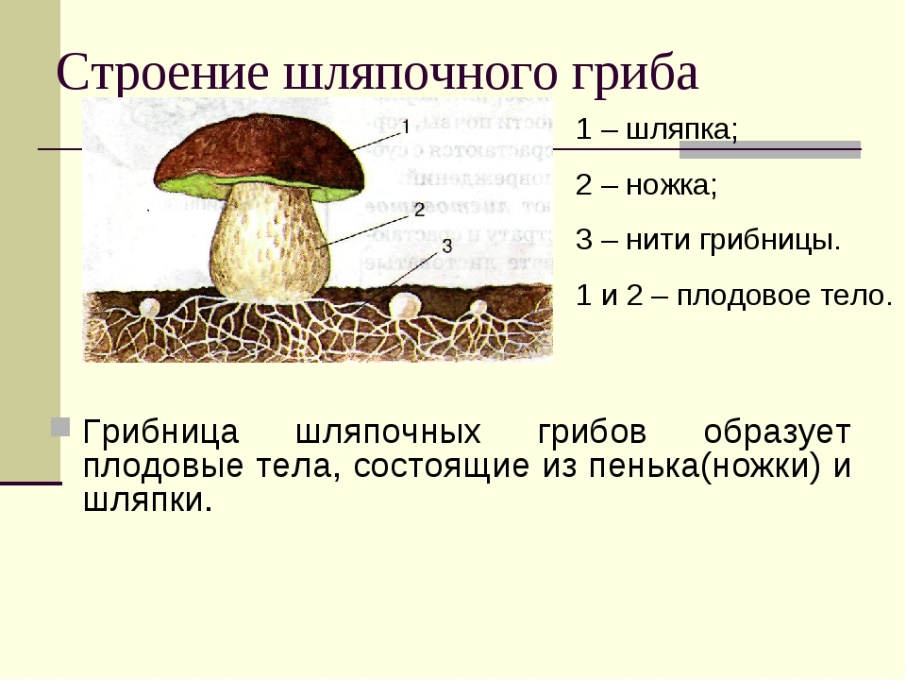 Строение шляпочного гриба
1
2
3
1 – шляпка;
2 – ножка;
3 – нити грибницы.
1 и 2 – плодовое тело.
Грибница шляпочных грибов образует
плодовые тела, состоящие из пенька(ножки) и
шляпки.